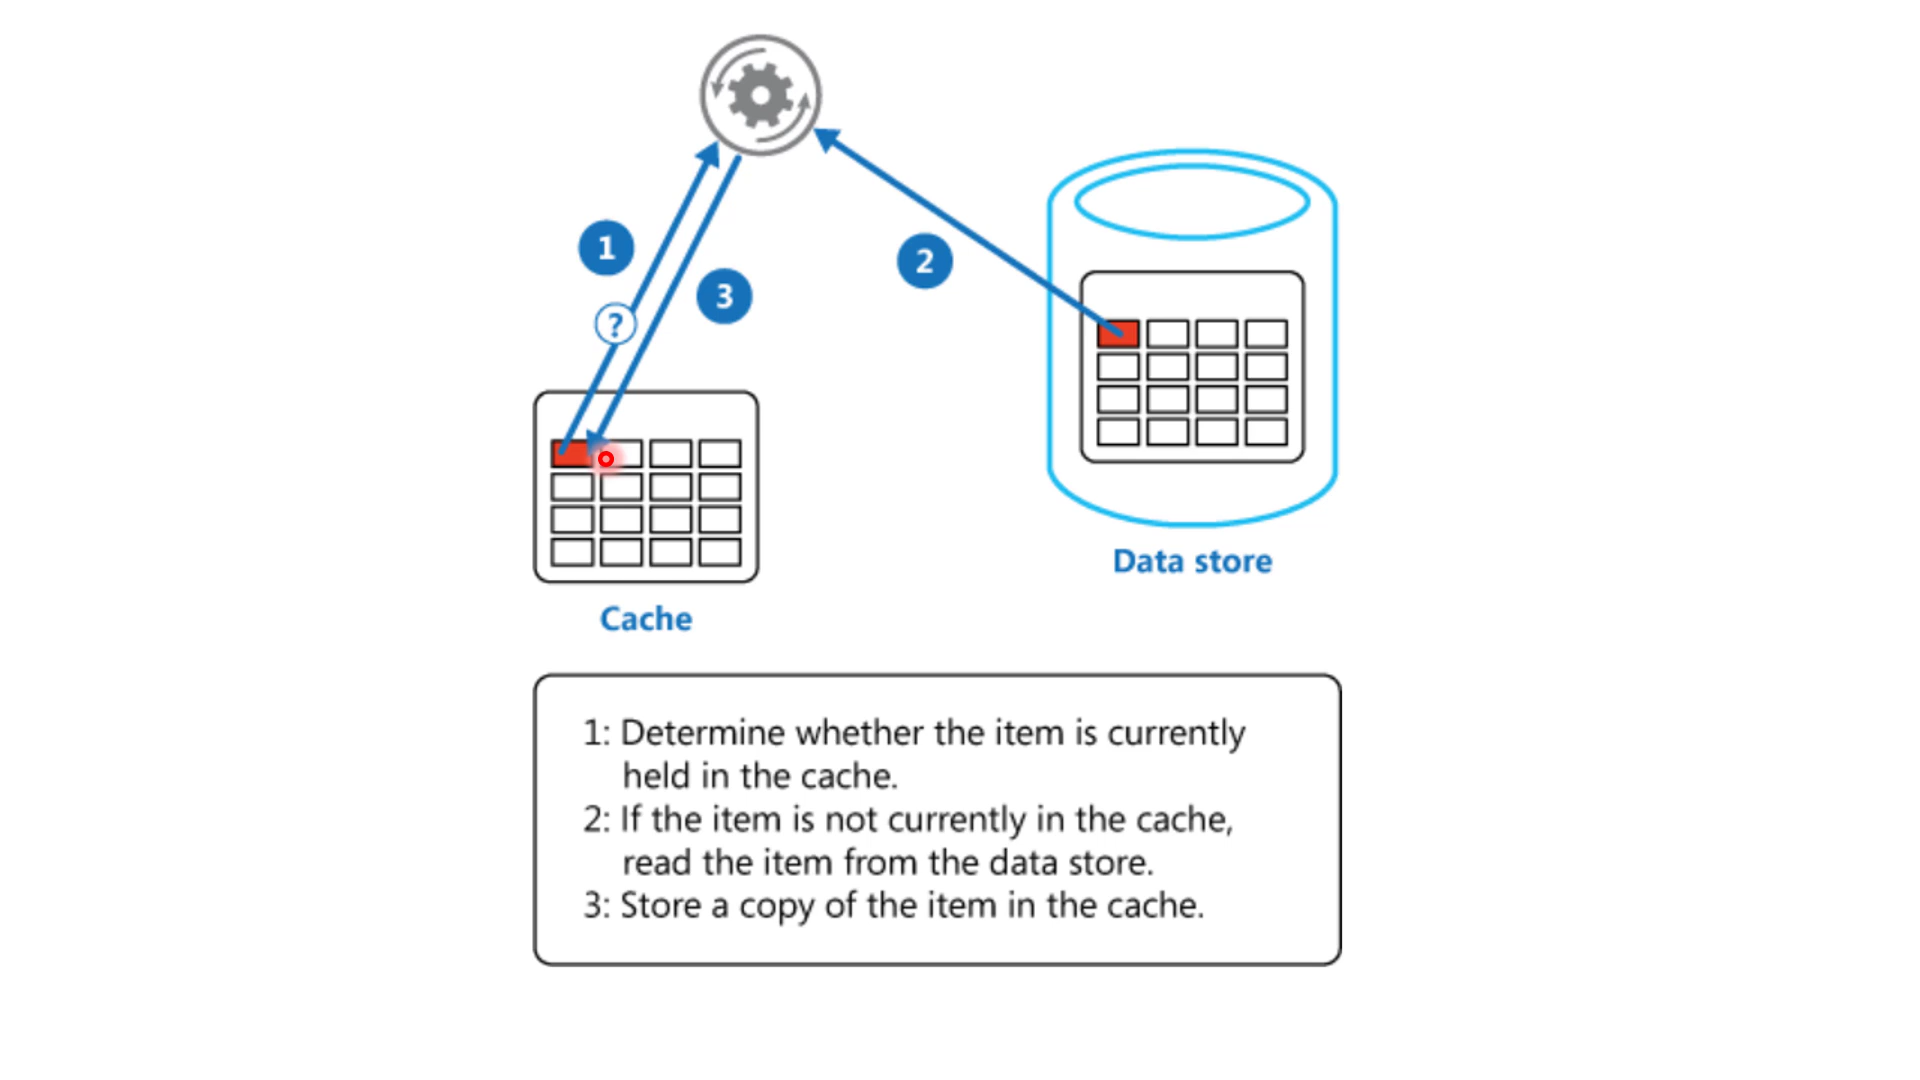 1
2
3
?
Data store
Cache
1: Determine whether the item is currently
held in the cache.
2: If the item is not currently in the cache,
read the item from the data store.
3: Store a copy of the item in the cache.